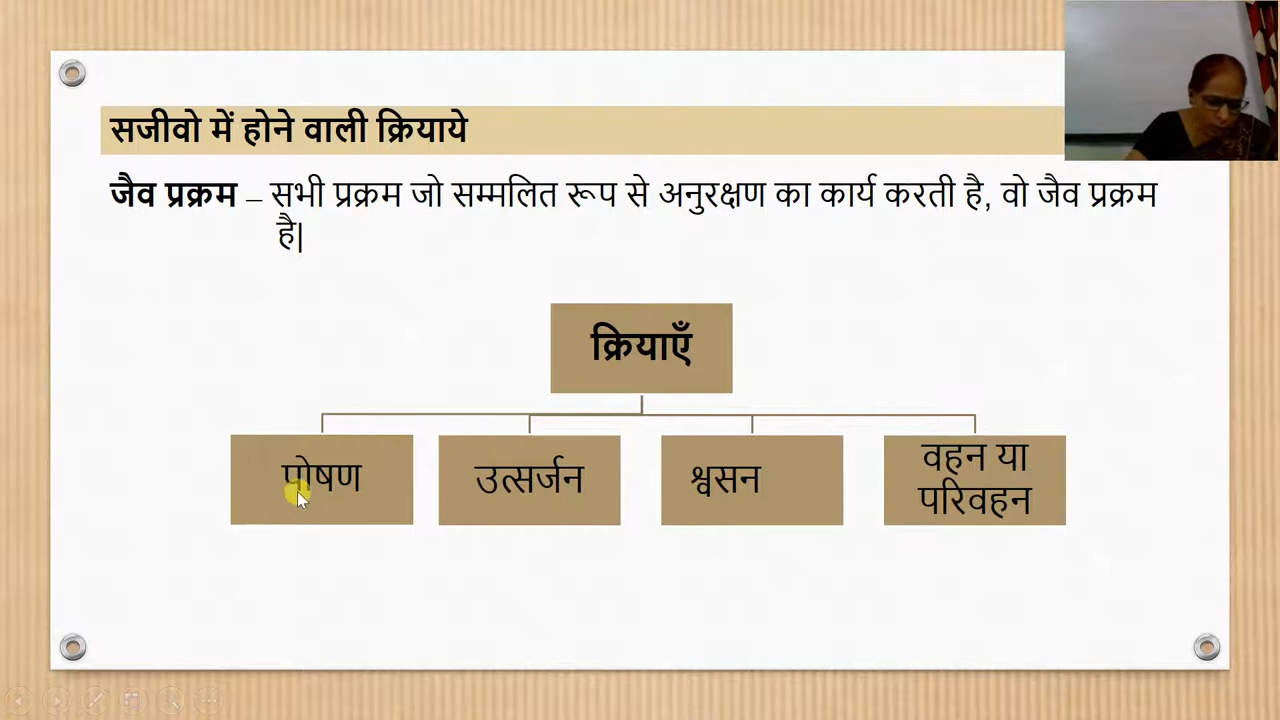 सजीवो में होने वाली क्रियाये
जैव प्रक्रम – सभी प्रक्रम जो सम्मलित रूप से अनुरक्षण का कार्य करती है, वो जैव प्रक्रम
है|
क्रियाएँ
पोषण
उत्सर्जन
श्वसन
वहन या
परिवहन